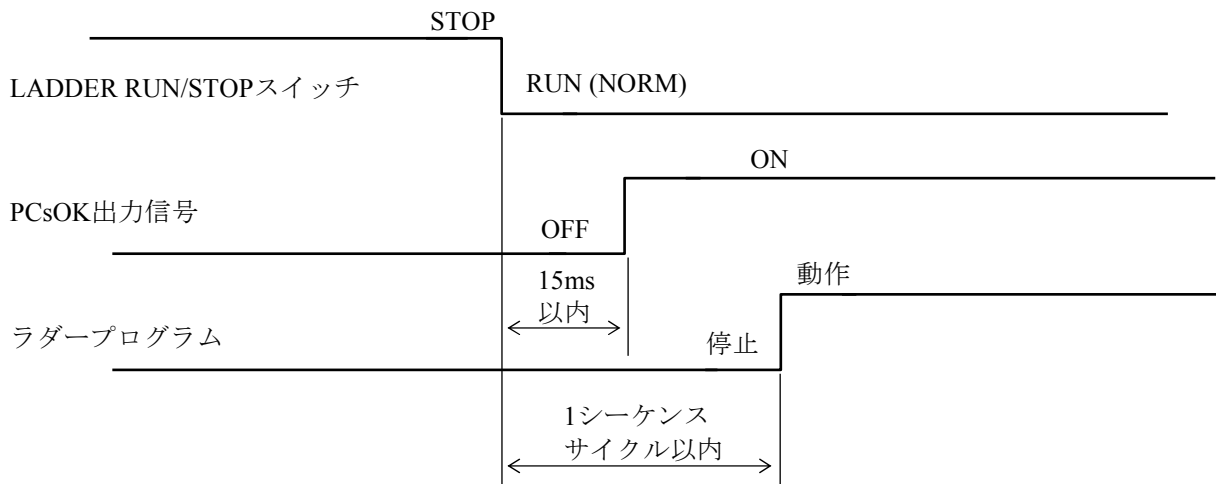 STOP
LADDER RUN/STOPスイッチ
RUN (NORM)
ON
PCsOK出力信号
OFF
15ms
以内
動作
ラダープログラム
停止
1シーケンス
サイクル以内